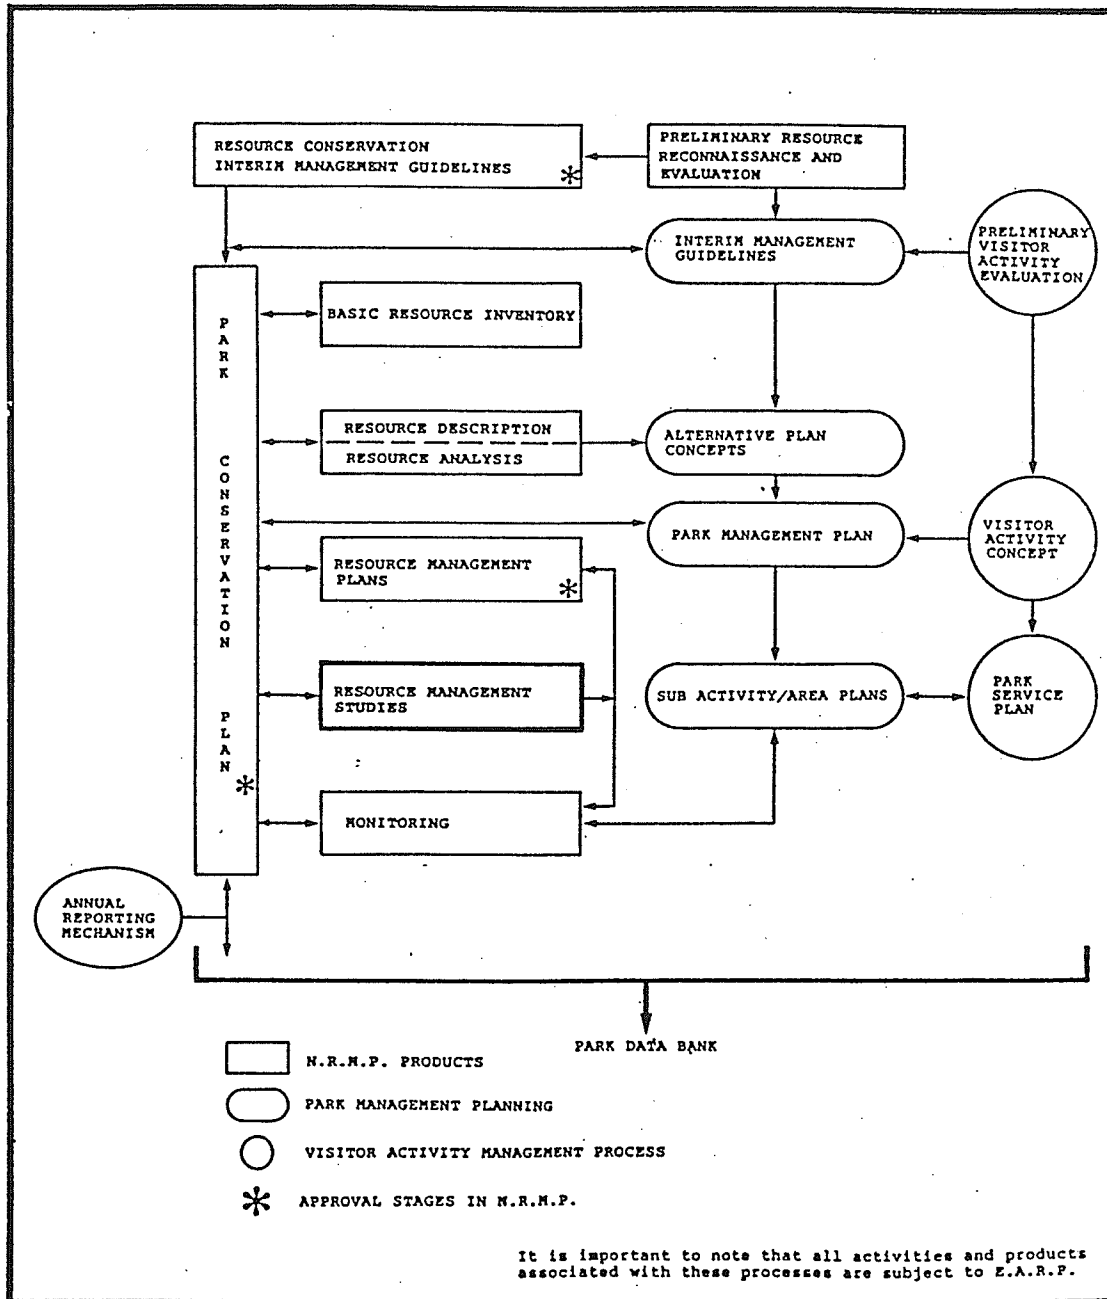 RESOURCE CONSERVATION
INTERIM MANAGEMENT GUIDELINES
PRELIMINARY RESOURCE
RECONNAISSANCE AND
EVALUATION
INTERIM MANAGEMENT
GUIDELINES
PRELIMINARY
VISITOR
ACTIVITY
EVALUATION
PARK CONSERVATION PLAN
BASIC RESOURCE INVENTORY
RESOURCE DESCRIPTION
RESOURCE ANALYSIS
ALTERNATIVE PLAN
CONCEPTS
PARK MANAGEMENT PLAN
VISITOR
ACTIVITY
CONCEPT
RESOURCE MANAGEMENT
PLANS
RESOURCE MANAGEMENT
STUDIES
SUB ACTIVITY/AREA PLANS
PARK
SERVICE
PLAN
MONITORING
ANNUAL
REPORTING
MECHANISM
PARK DATA BANK
N.R.M.P. PRODUCTS
PARK MANAGEMENT PLANNING
VISITOR ACTIVITY MANAGEMENT PROCESS
APPROVAL STAGES IN N.R.M.P.
It is important to note that all activities and products
associated with these processes are subject to E.A.R.P.